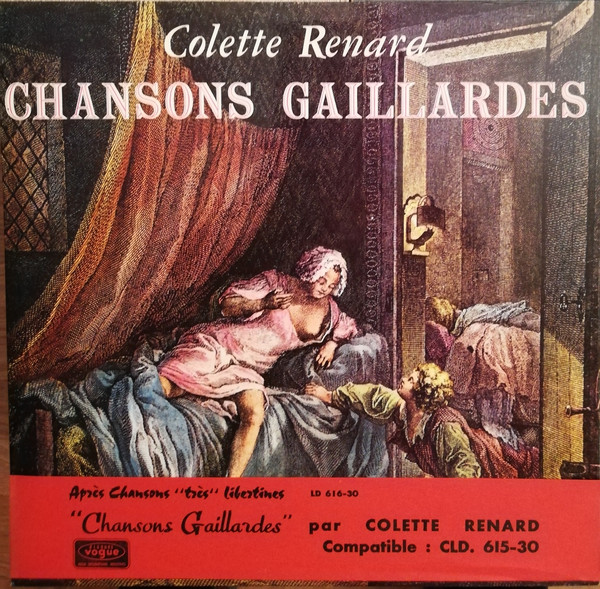 Colette Renard
CHANSONS GAILLARDES
Après Chansons "très" libertines LD 616-30
"Chansons Gaillardes" par COLETTE RENARD
Compatible : CLD. 615-30
vogue